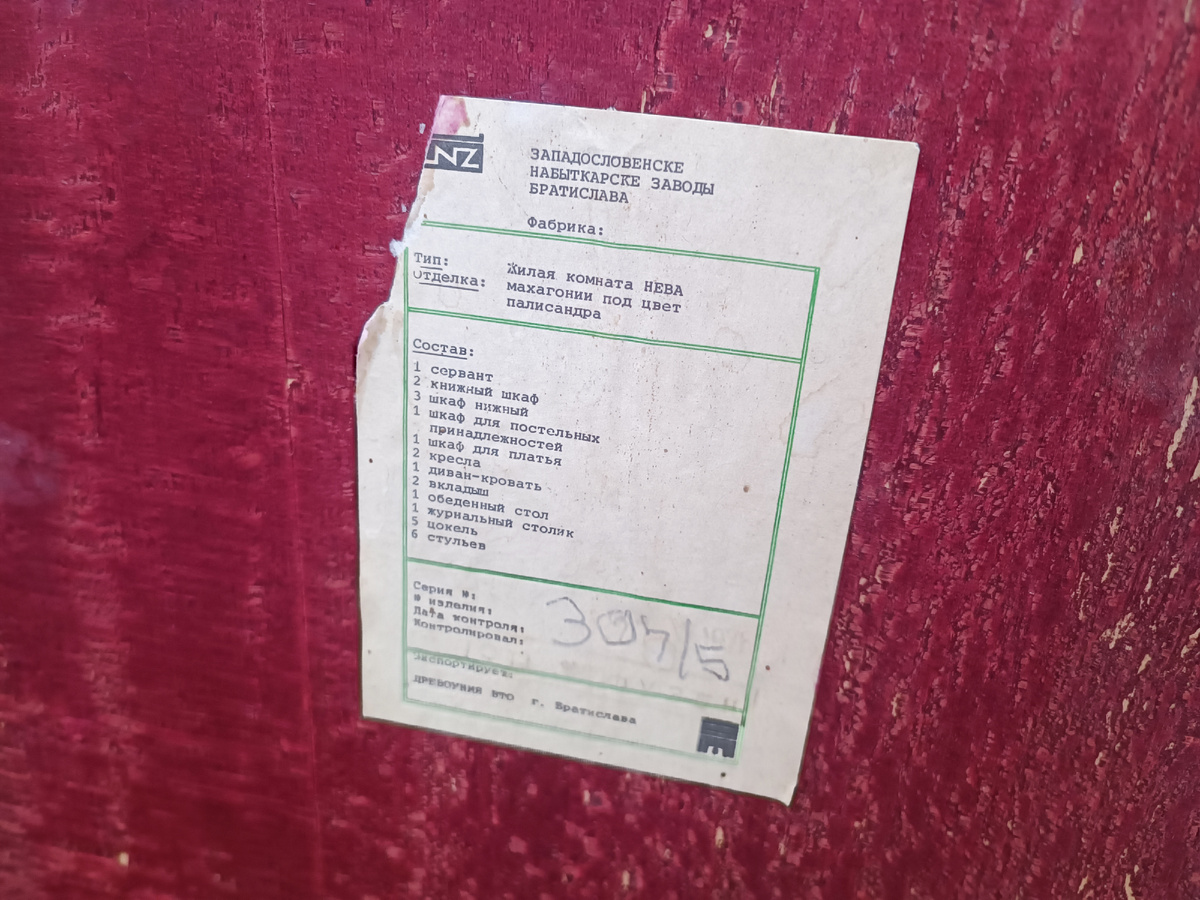 NZ
ЗАПАДОСЛОВЕНСКЕ
НАБЫТКАРСКЕ ЗАВОДЫ
БРАТИСЛАВА
Фабрика:
Тип: Жилая комната НЕВА
Отделка: махагонии под цвет
палисандра
Состав:
1 сервант
2 книжный шкаф
3 шкаф нижный
1 шкаф для постельных
принадлежностей
1 шкаф для платья
2 кресла
1 диван-кровать
2 вкладыш
1 обеденный стол
1 журнальный столик
5 цокель
6 стульев
Серия №:
№ изделия:
Дата контроля:
Контролировал:
304/5
Экспортирует:
ДРЕВОУНИЯ ВТО г. Братислава